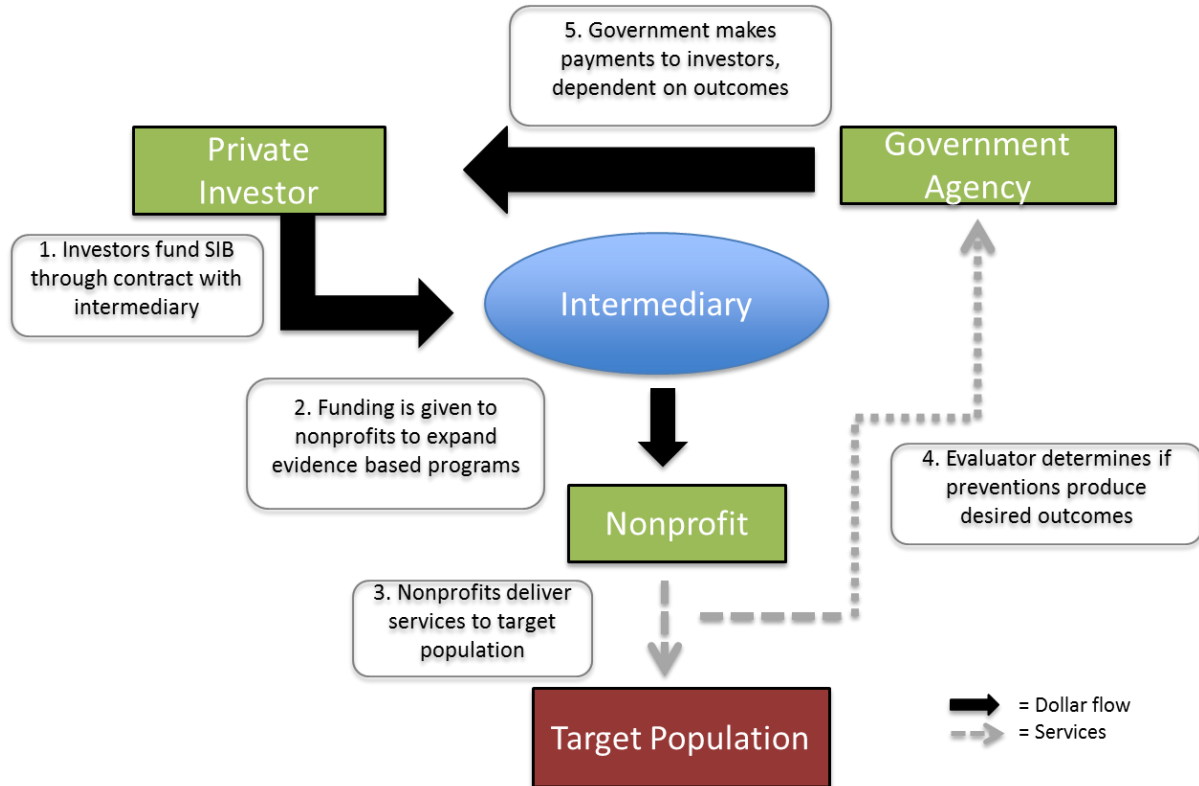 5. Government makes
payments to investors,
dependent on outcomes
Private
Investor
Government
Agency
1. Investors fund SIB
through contract with
intermediary
Intermediary
2. Funding is given to
nonprofits to expand
evidence based programs
4. Evaluator determines if
preventions produce
desired outcomes
Nonprofit
3. Nonprofits deliver
services to target
population
Target Population
= Dollar flow
= Services